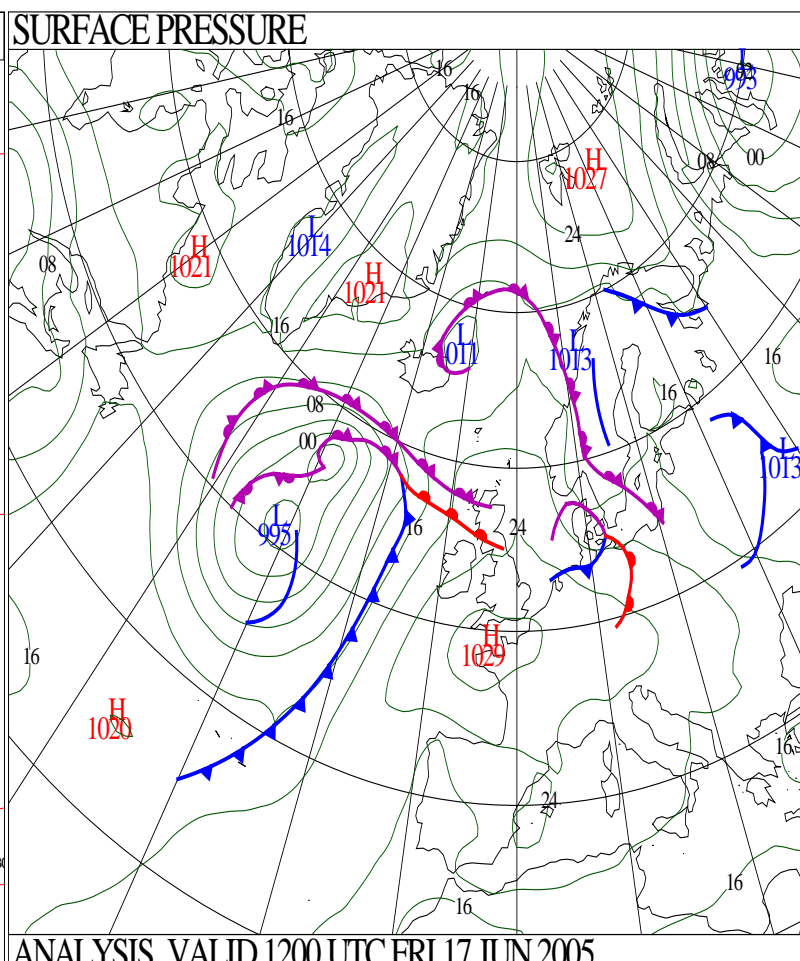 SURFACE PRESSURE
L
993
16
16
16
08
00
H
1027
24
H
1021
L
1014
08
H
1021
16
L
1011
L
1013
16
16
08
00
L
1013
L
995
16
24
16
H
1029
H
1020
16
24
16
16
ANALYSIS VALID 1200 UTC FRI 17 JUN 2005